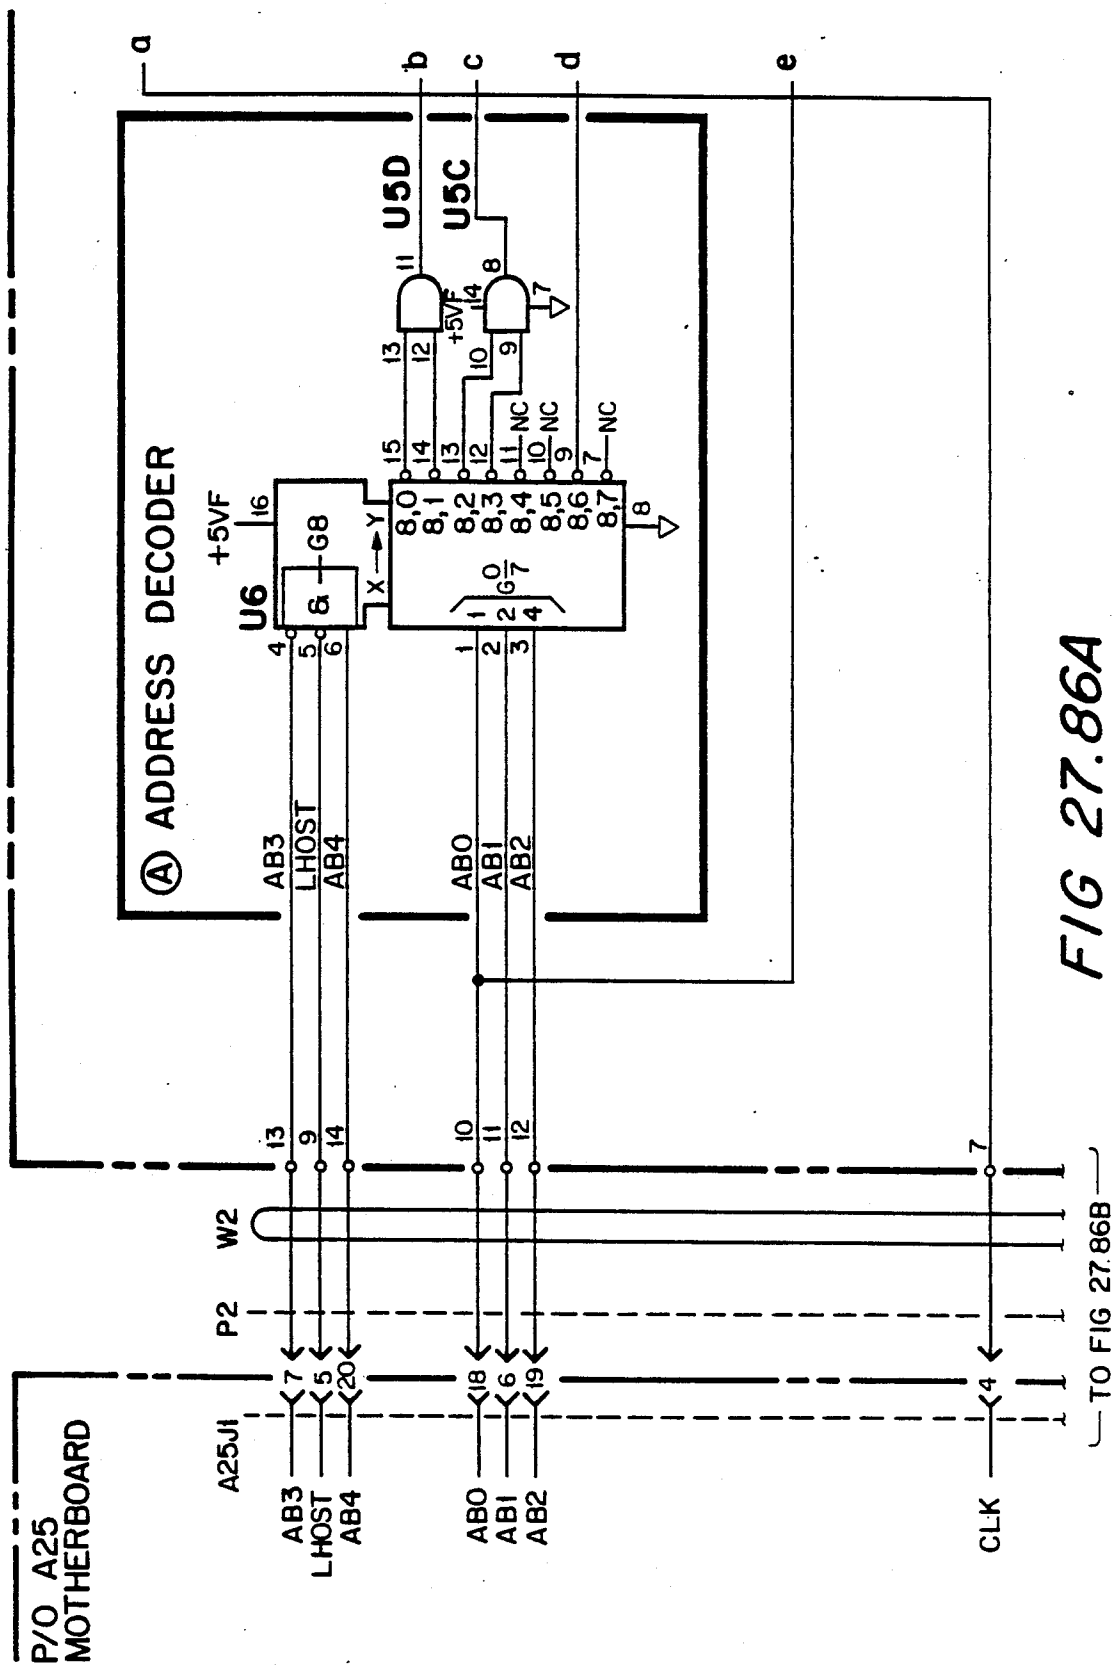 P/O A25
MOTHERBOARD
A25J1
P2
W2
AB3
LHOST
AB4
AB0
AB1
AB2
CLK
7
5
20
18
6
19
4
13
9
14
10
11
12
7
A ADDRESS DECODER
AB3
LHOST
AB4
AB0
AB1
AB2
U6
+5VF
16
4
5
6
&
G8
X Y
1
2
3
1
2
4
G 0/7
8,0
8,1
8,2
8,3
8,4
8,5
8,6
8,7
8
15
14
13
12
11 NC
10 NC
9
7 NC
13
12
11
U5D
+5VF
14
10
9
8
7
U5C
a
b
c
d
e
TO FIG 27.86B
FIG 27.86A